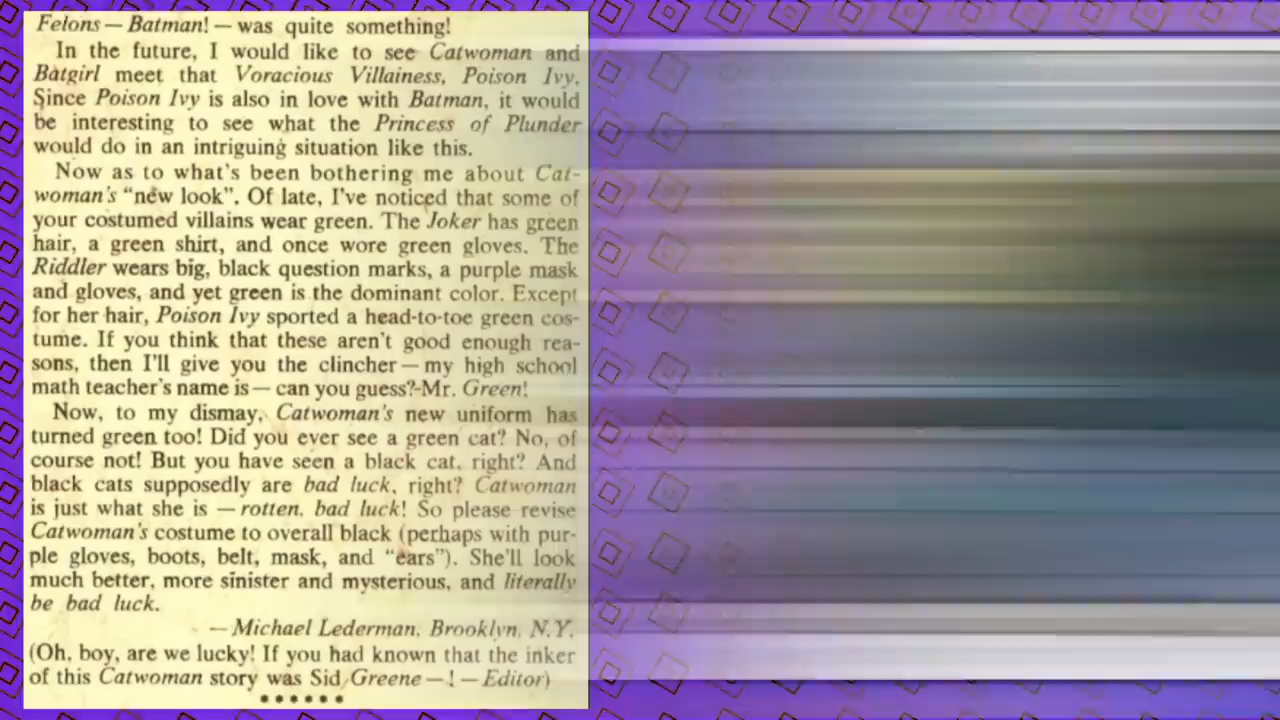 Felons — Batman! — was quite something!
In the future, I would like to see Catwoman and
Batgirl meet that Voracious Villainess, Poison Ivy.
Since Poison Ivy is also in love with Batman, it would
be interesting to see what the Princess of Plunder
would do in an intriguing situation like this.
Now as to what's been bothering me about Cat-
woman's "new look". Of late, I've noticed that some of
your costumed villains wear green. The Joker has green
hair, a green shirt, and once wore green gloves. The
Riddler wears big, black question marks, a purple mask
and gloves, and yet green is the dominant color. Except
for her hair, Poison Ivy sported a head-to-toe green cos-
tume. If you think that these aren't good enough rea-
sons, then I'll give you the clincher — my high school
math teacher's name is — can you guess?-Mr. Green!
Now, to my dismay, Catwoman's new uniform has
turned green too! Did you ever see a green cat? No, of
course not! But you have seen a black cat, right? And
black cats supposedly are bad luck, right? Catwoman
is just what she is — rotten, bad luck! So please revise
Catwoman's costume to overall black (perhaps with pur-
ple gloves, boots, belt, mask, and "ears"). She'll look
much better, more sinister and mysterious, and literally
be bad luck.
— Michael Lederman, Brooklyn, N.Y.
(Oh, boy, are we lucky! If you had known that the inker
of this Catwoman story was Sid Greene — ! — Editor)